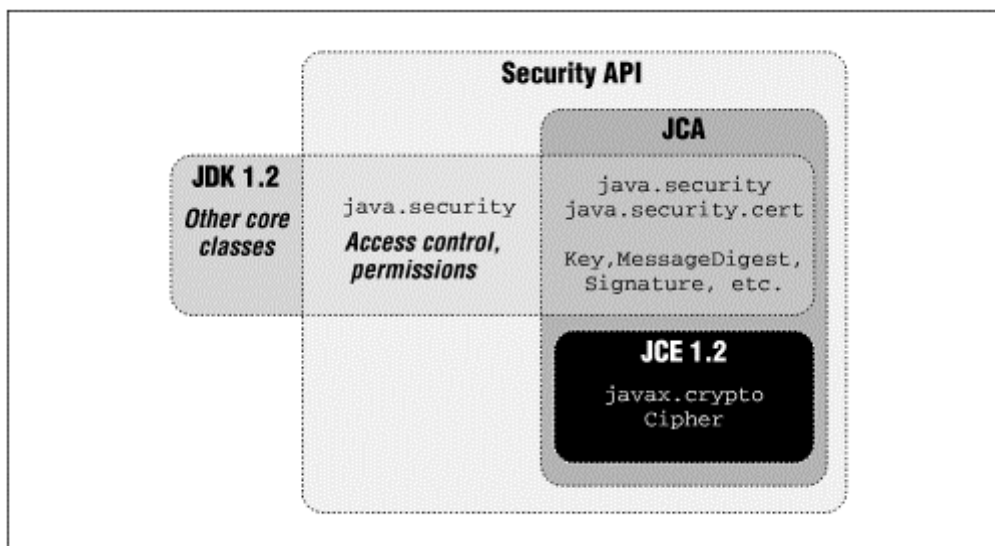 Security API
JCA
JDK 1.2
Other core
classes
java.security
Access control,
permissions
java.security
java.security.cert
Key,MessageDigest,
Signature, etc.
JCE 1.2
javax.crypto
Cipher